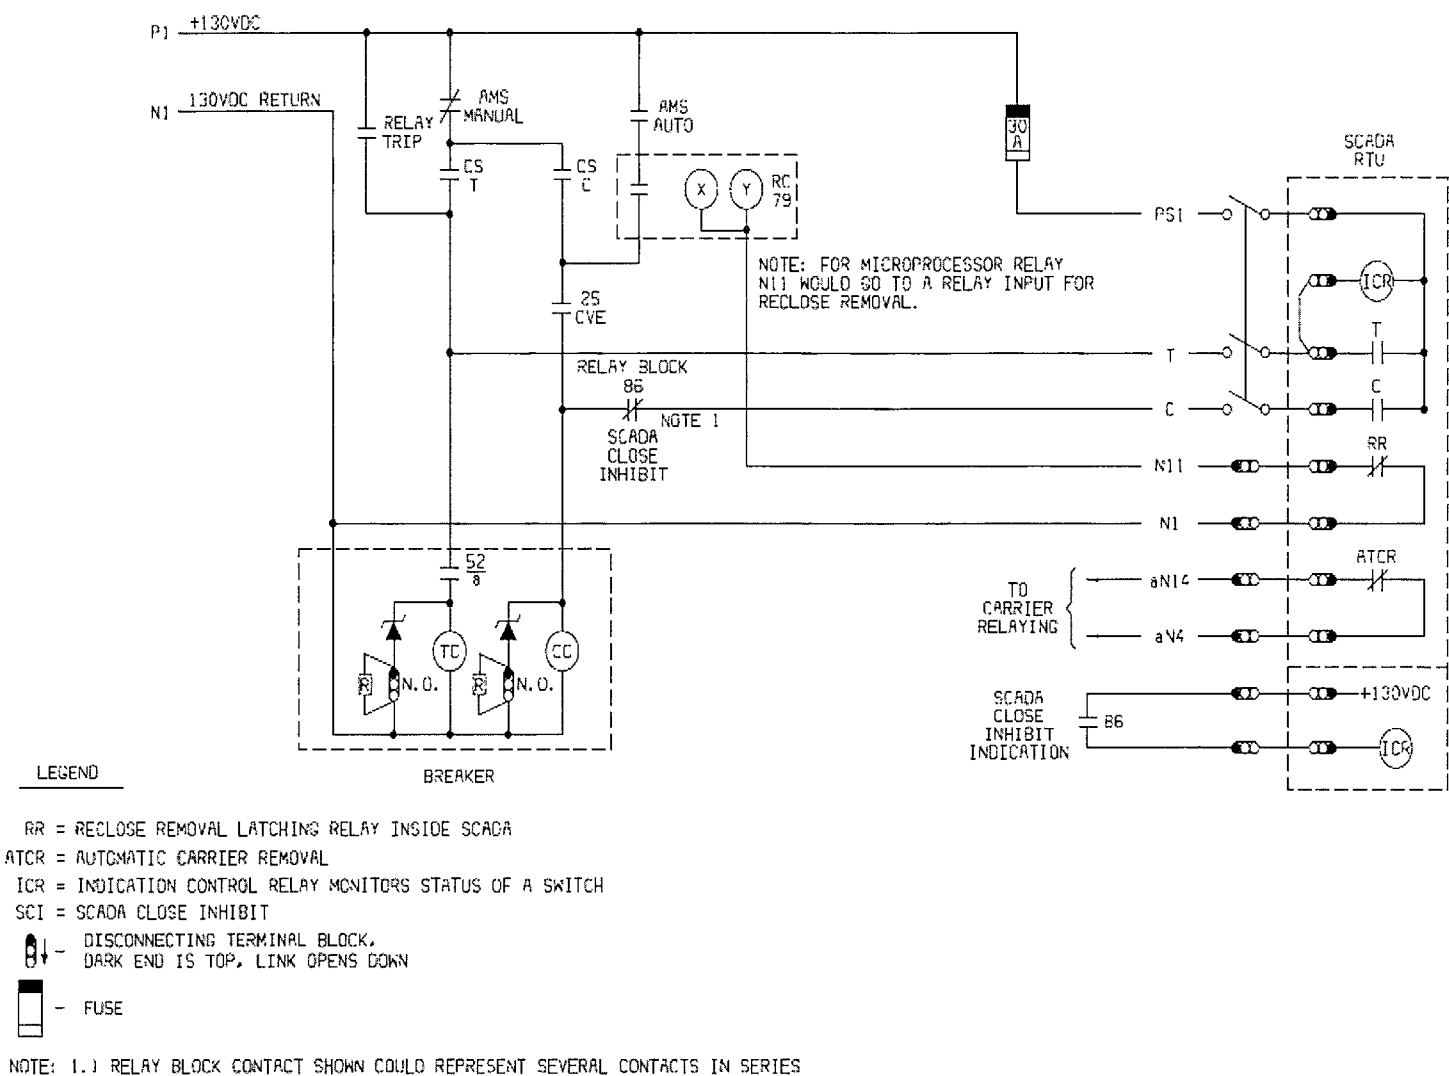 P1 +130VDC
N1 130VDC RETURN
RELAY
TRIP
AMS
MANUAL
AMS
AUTO
CS
T
CS
C
X
Y
RC
79
30
A
SCADA
RTU
PS1
ICR
NOTE: FOR MICROPROCESSOR RELAY
N11 WOULD GO TO A RELAY INPUT FOR
RECLOSE REMOVAL.
25
CVE
T
T
RELAY BLOCK
86
NOTE 1
SCADA
CLOSE
INHIBIT
C
C
N11
RR
N1
52
a
TC
CC
R
N.O.
R
N.O.
BREAKER
TO
CARRIER
RELAYING
aN14
ATCR
aN4
SCADA
CLOSE
INHIBIT
INDICATION
86
+130VDC
ICR
LEGEND
RR = RECLOSE REMOVAL LATCHING RELAY INSIDE SCADA
ATCR = AUTOMATIC CARRIER REMOVAL
ICR = INDICATION CONTROL RELAY MONITORS STATUS OF A SWITCH
SCI = SCADA CLOSE INHIBIT
- DISCONNECTING TERMINAL BLOCK.
DARK END IS TOP, LINK OPENS DOWN
- FUSE
NOTE: 1.) RELAY BLOCK CONTACT SHOWN COULD REPRESENT SEVERAL CONTACTS IN SERIES